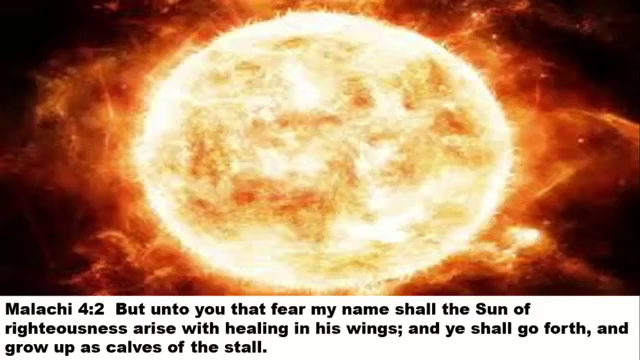 Malachi 4:2  But unto you that fear my name shall the Sun of
righteousness arise with healing in his wings; and ye shall go forth, and
grow up as calves of the stall.